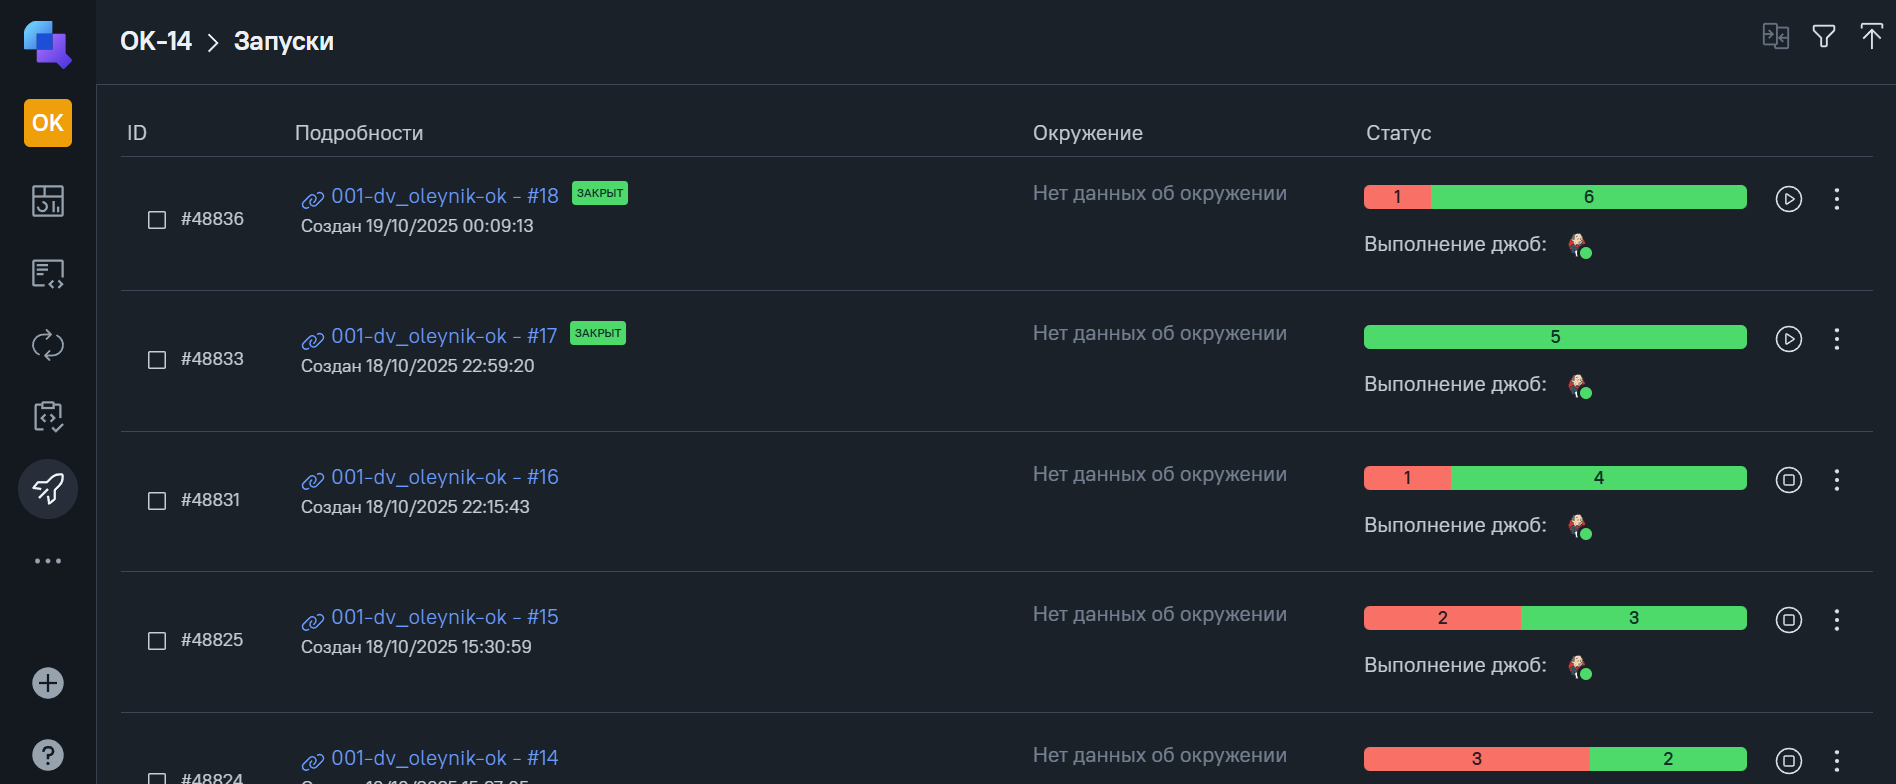 OK-14 > Запуски
OK
ID Подробности Окружение Статус
#48836 001-dv_oleynik-ok - #18 ЗАКРЫТ Нет данных об окружении 1 6
Создан 19/10/2025 00:09:13
Выполнение джоб:
#48833 001-dv_oleynik-ok - #17 ЗАКРЫТ Нет данных об окружении 5
Создан 18/10/2025 22:59:20
Выполнение джоб:
#48831 001-dv_oleynik-ok - #16 Нет данных об окружении 1 4
Создан 18/10/2025 22:15:43
Выполнение джоб:
#48825 001-dv_oleynik-ok - #15 Нет данных об окружении 2 3
Создан 18/10/2025 15:30:59
Выполнение джоб:
#48824 001-dv_oleynik-ok - #14 Нет данных об окружении 3 2